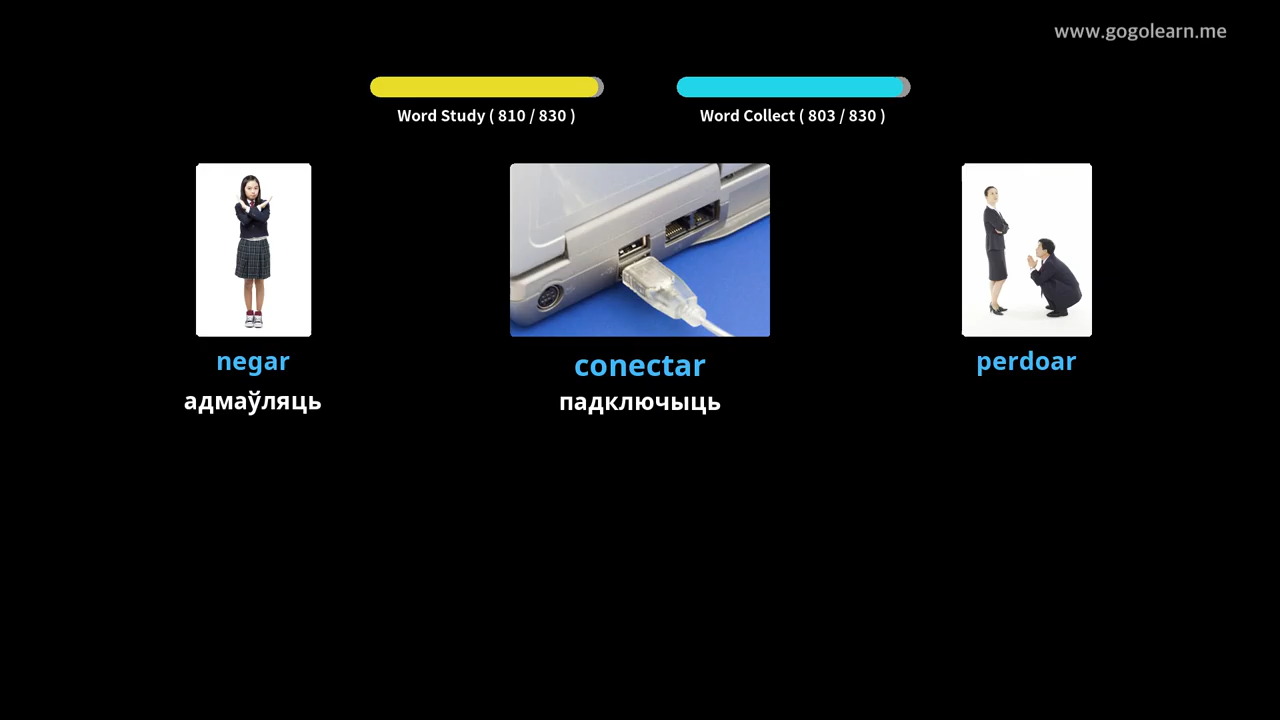 www.gogolearn.me
Word Study ( 810 / 830 )
Word Collect ( 803 / 830 )
negar
conectar
perdoar
адмаўляць
падключыць